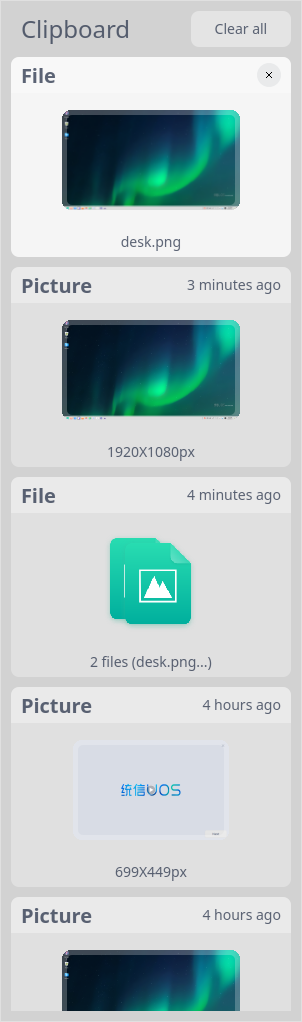 Clipboard
Clear all
File
desk.png
Picture
3 minutes ago
1920X1080px
File
4 minutes ago
2 files (desk.png...)
Picture
4 hours ago
统信UOS
699X449px
Picture
4 hours ago